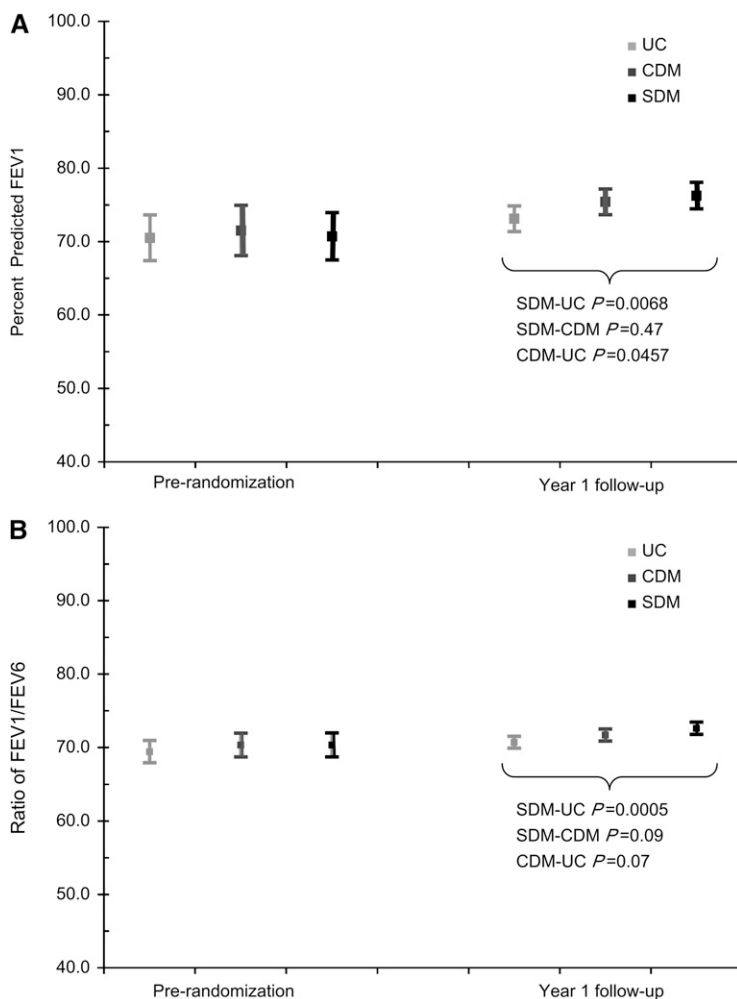 A
Percent Predicted FEV1
100.0
90.0
80.0
70.0
60.0
50.0
40.0
UC
CDM
SDM
SDM-UC P=0.0068
SDM-CDM P=0.47
CDM-UC P=0.0457
Pre-randomization
Year 1 follow-up
B
Ratio of FEV1/FEV6
100.0
90.0
80.0
70.0
60.0
50.0
40.0
UC
CDM
SDM
SDM-UC P=0.0005
SDM-CDM P=0.09
CDM-UC P=0.07
Pre-randomization
Year 1 follow-up